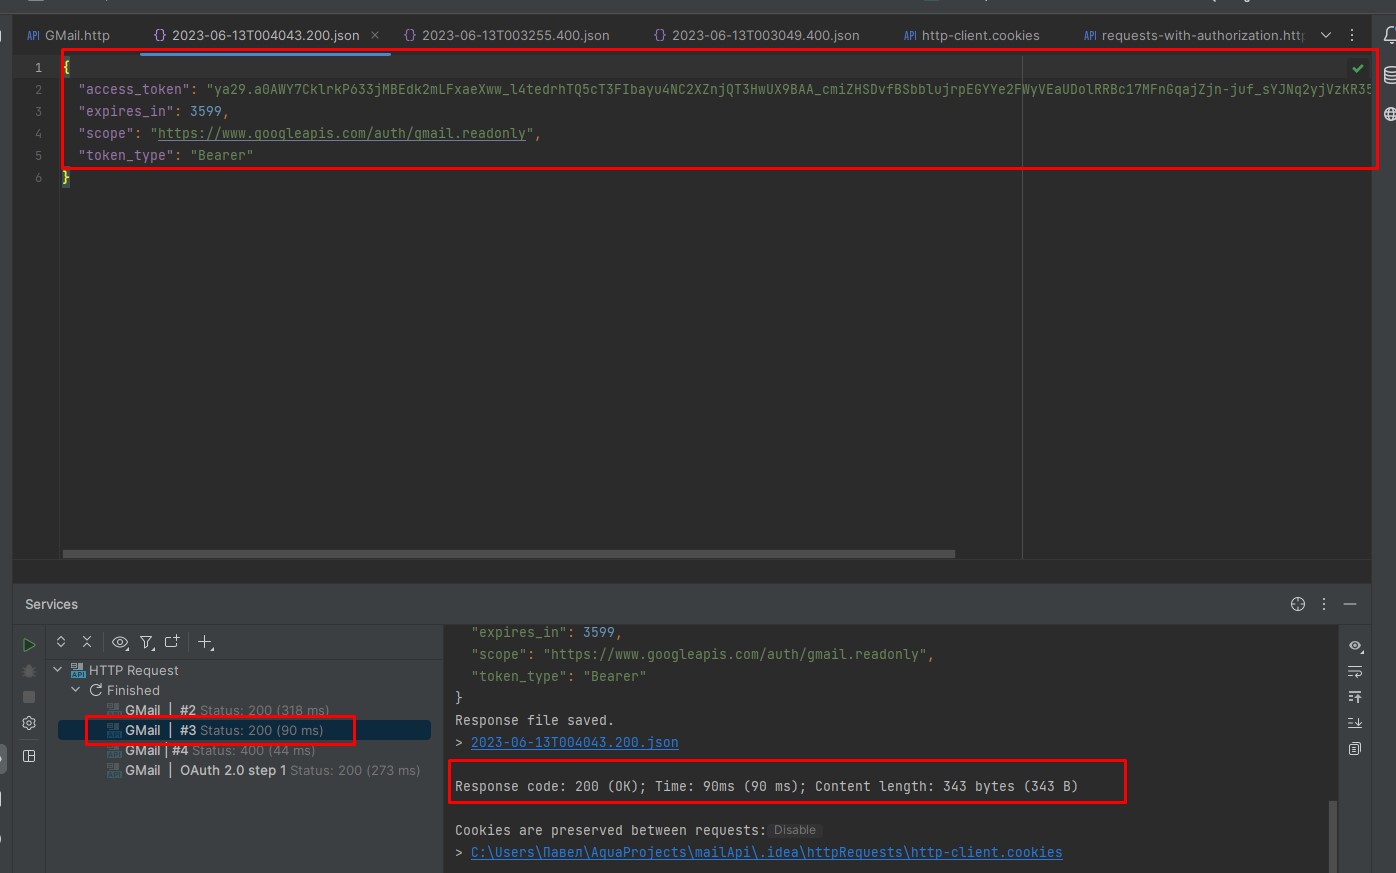 API GMail.http
{} 2023-06-13T004043.200.json ×
{} 2023-06-13T003255.400.json
{} 2023-06-13T003049.400.json
API http-client.cookies
API requests-with-authorization.http
1 {
2 "access_token": "ya29.a0AWY7CklrkP633jMBEdk2mLFxaeXww_l4tedrhTQ5cT3FIbayu4NC2XZnjQT3HwUX9BAA_cmiZHSDvfBSbblujrpEGYYe2FWyVEaUDolRRBc17MFnGqajZjn-juf_sYJNq2yjVzKR35
3 "expires_in": 3599,
4 "scope": "https://www.googleapis.com/auth/gmail.readonly",
5 "token_type": "Bearer"
6 }
Services
HTTP Request
Finished
GMail | #2 Status: 200 (318 ms)
GMail | #3 Status: 200 (90 ms)
GMail | #4 Status: 400 (44 ms)
GMail | OAuth 2.0 step 1 Status: 200 (273 ms)
"expires_in": 3599,
"scope": "https://www.googleapis.com/auth/gmail.readonly",
"token_type": "Bearer"
}
Response file saved.
> 2023-06-13T004043.200.json
Response code: 200 (OK); Time: 90ms (90 ms); Content length: 343 bytes (343 B)
Cookies are preserved between requests: Disable
> C:\Users\Павел\AquaProjects\mailApi\.idea\httpRequests\http-client.cookies